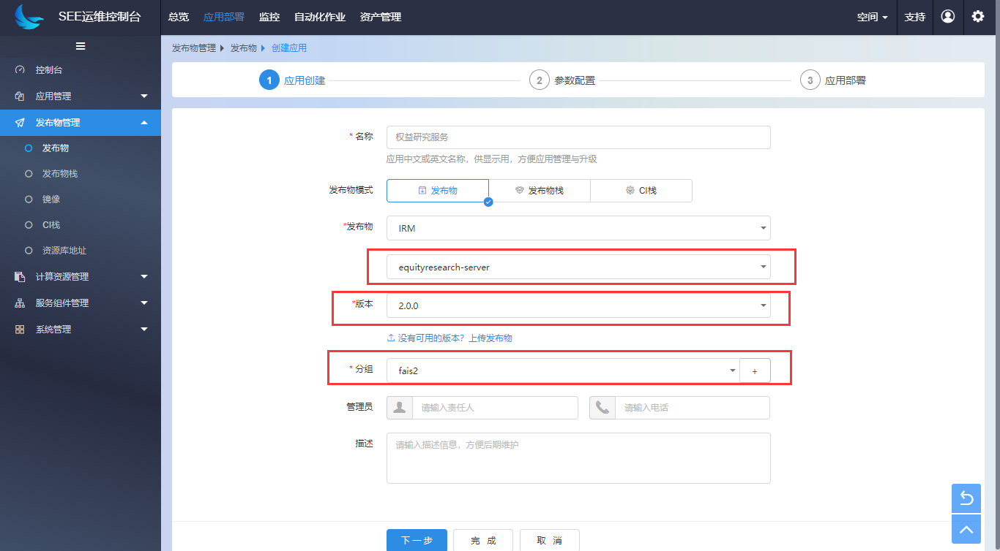 SEE运维控制台
总览 应用部署 监控 自动化作业 资产管理 空间 支持
发布物管理 发布物 创建应用
1 应用创建 2 参数配置 3 应用部署
控制台
应用管理
发布物管理
发布物
发布物栈
镜像
CI栈
资源库地址
计算资源管理
服务组件管理
系统管理
* 名称 权益研究服务
应用中文或英文名称，供显示用，方便应用管理与升级
发布物模式 发布物 发布物栈 CI栈
*发布物 IRM
equityresearch-server
*版本 2.0.0
没有可用的版本？上传发布物
* 分组 fais2 +
管理员 请输入责任人 请输入电话
描述 请输入描述信息，方便后期维护
下一步 完 成 取 消